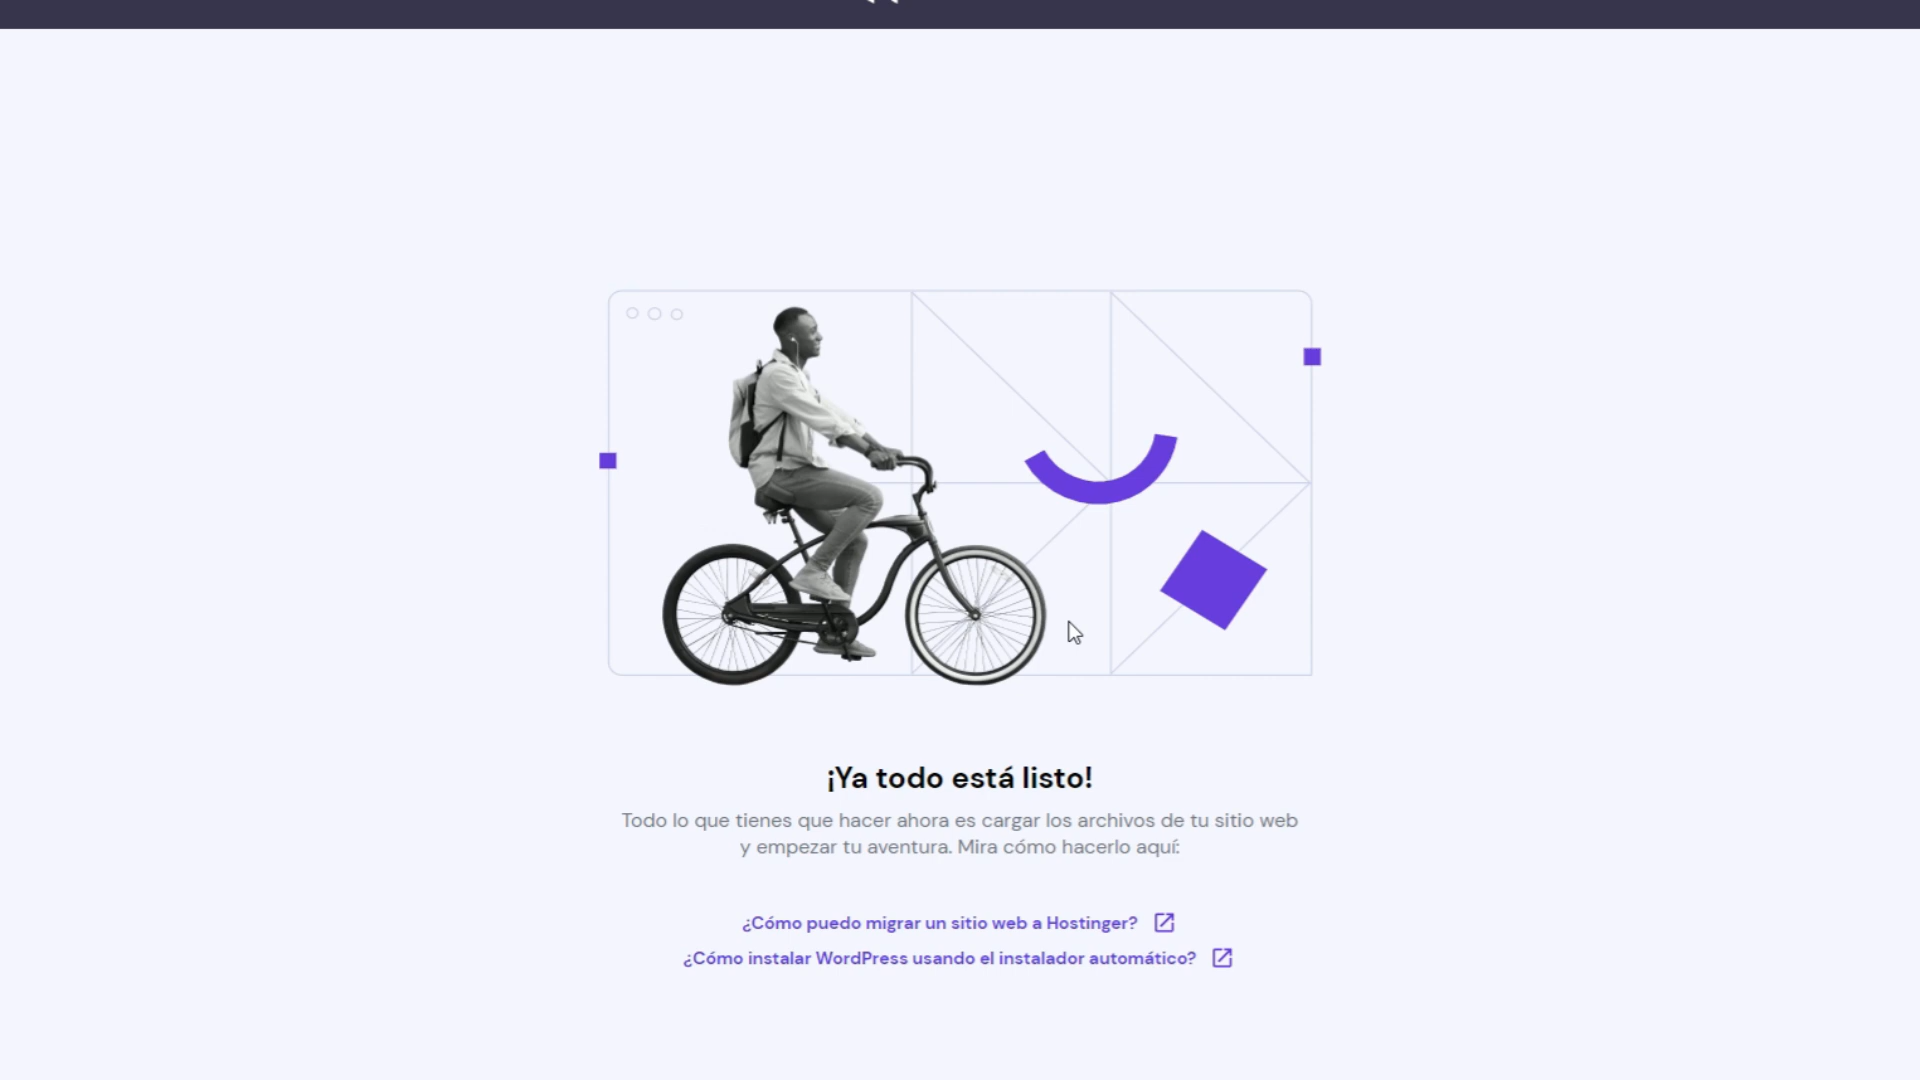 ¡Ya todo está listo!
Todo lo que tienes que hacer ahora es cargar los archivos de tu sitio web
y empezar tu aventura. Mira cómo hacerlo aquí:
¿Cómo puedo migrar un sitio web a Hostinger?
¿Cómo instalar WordPress usando el instalador automático?